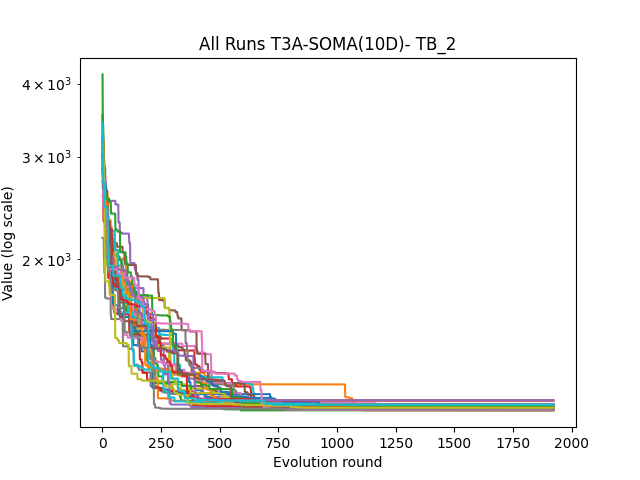 All Runs T3A-SOMA(10D)- TB_2
Value (log scale)
4 × 10³
3 × 10³
2 × 10³
0 250 500 750 1000 1250 1500 1750 2000
Evolution round